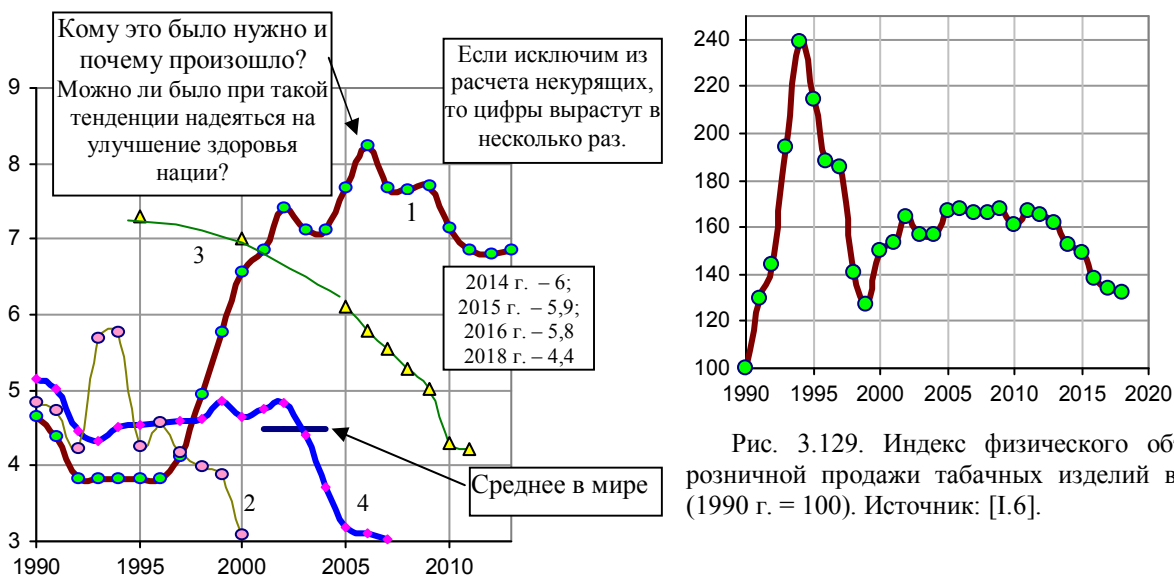 Кому это было нужно и
почему произошло?
Можно ли было при такой
тенденции надеяться на
улучшение здоровья
нации?
Если исключим из
расчета некурящих,
то цифры вырастут в
несколько раз.
9
8
7
6
5
4
3
1
3
2014 г. – 6;
2015 г. – 5,9;
2016 г. – 5,8
2018 г. – 4,4
2
4
Среднее в мире
1990 1995 2000 2005 2010
240
220
200
180
160
140
120
100
1990 1995 2000 2005 2010 2015 2020
Рис. 3.129. Индекс физического об
розничной продажи табачных изделий в
(1990 г. = 100). Источник: [I.6].